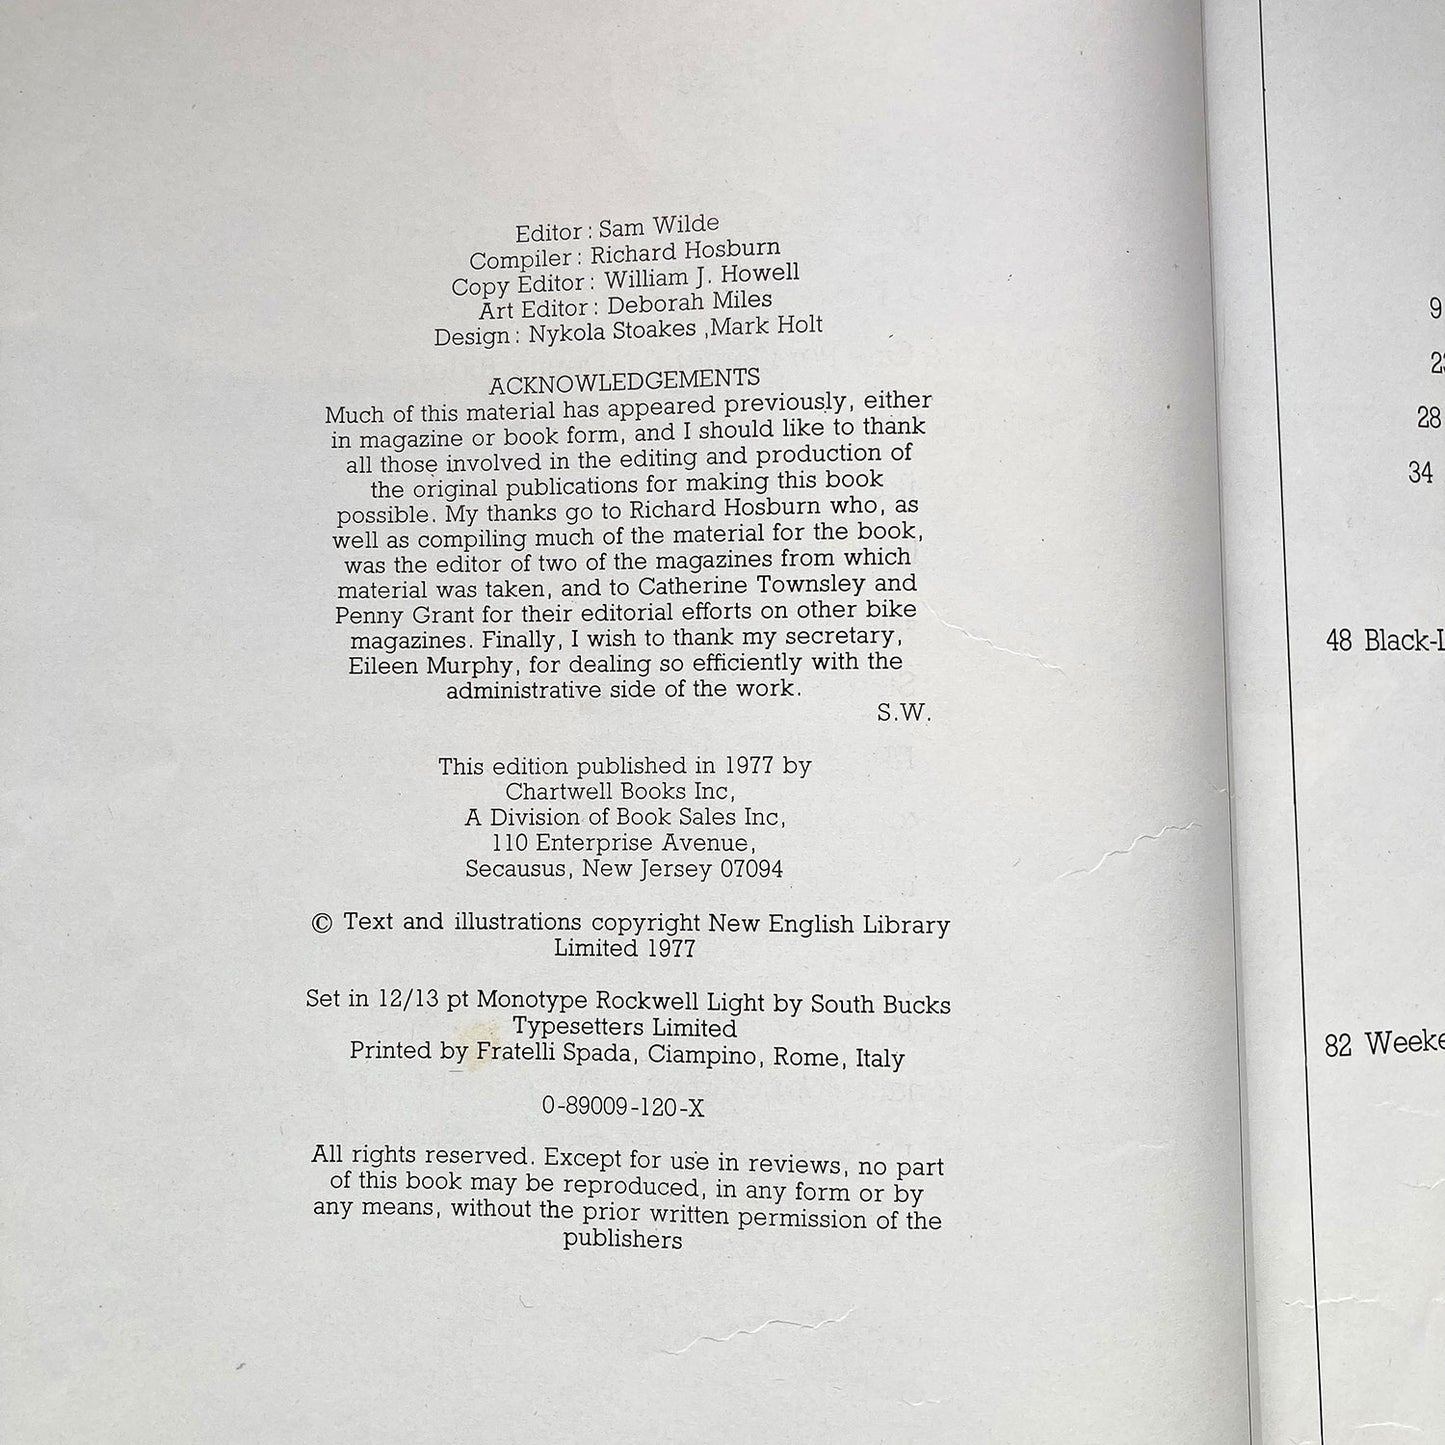 Editor : Sam Wilde
Compiler : Richard Hosburn
Copy Editor : William J. Howell
Art Editor : Deborah Miles
Design : Nykola Stoakes ,Mark Holt
ACKNOWLEDGEMENTS
Much of this material has appeared previously, either
in magazine or book form, and I should like to thank
all those involved in the editing and production of
the original publications for making this book
possible. My thanks go to Richard Hosburn who, as
well as compiling much of the material for the book,
was the editor of two of the magazines from which
material was taken, and to Catherine Townsley and
Penny Grant for their editorial efforts on other bike
magazines. Finally, I wish to thank my secretary,
Eileen Murphy, for dealing so efficiently with the
administrative side of the work.
S.W.
This edition published in 1977 by
Chartwell Books Inc,
A Division of Book Sales Inc,
110 Enterprise Avenue,
Secausus, New Jersey 07094
© Text and illustrations copyright New English Library
Limited 1977
Set in 12/13 pt Monotype Rockwell Light by South Bucks
Typesetters Limited
Printed by Fratelli Spada, Ciampino, Rome, Italy
0-89009-120-X
All rights reserved. Except for use in reviews, no part
of this book may be reproduced, in any form or by
any means, without the prior written permission of the
publishers
9
28
34
48 Black-
82